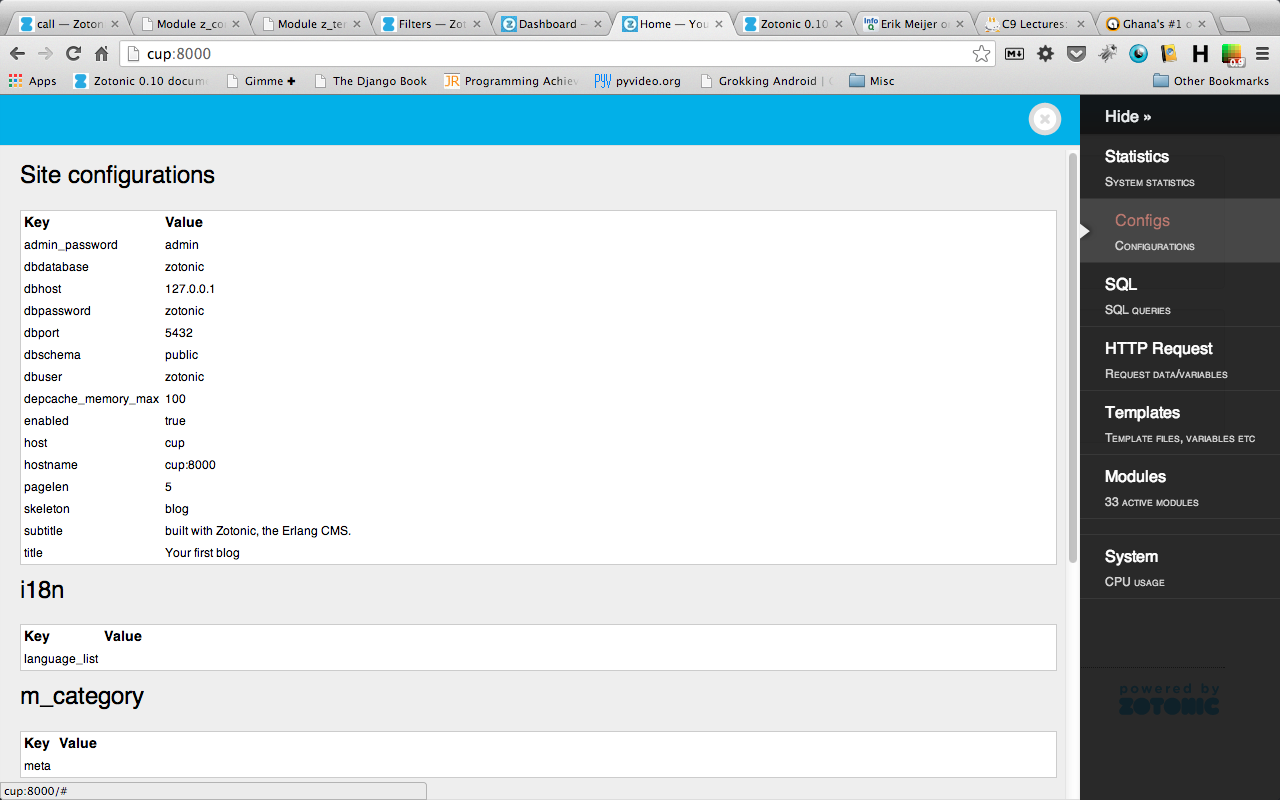 call — Zoton Module z_co Module z_ter Filters — Zot Dashboard – Home — You Zotonic 0.10 Erik Meijer on C9 Lectures: Ghana's #1 o
cup:8000
Apps Zotonic 0.10 docum Gimme + The Django Book JR Programming Achiev pyvideo.org Grokking Android | Misc Other Bookmarks
Site configurations
Key Value
admin_password admin
dbdatabase zotonic
dbhost 127.0.0.1
dbpassword zotonic
dbport 5432
dbschema public
dbuser zotonic
depcache_memory_max 100
enabled true
host cup
hostname cup:8000
pagelen 5
skeleton blog
subtitle built with Zotonic, the Erlang CMS.
title Your first blog
i18n
Key Value
language_list
m_category
Key Value
meta
cup:8000/#
Hide »
Statistics
System statistics
Configs
Configurations
SQL
SQL queries
HTTP Request
Request data/variables
Templates
Template files, variables etc
Modules
33 active modules
System
CPU usage
powered by
ZOTONIC